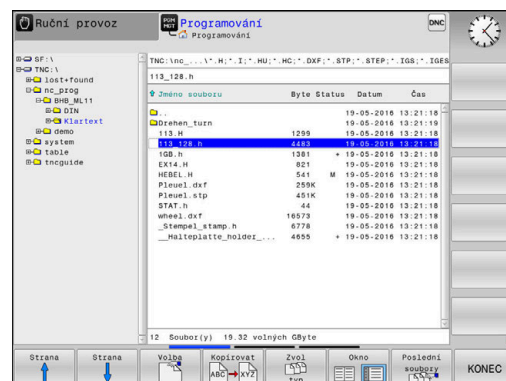 Ruční provoz
PGM MGT
Programování
Programování
DNC
SF:\
TNC:\
lost+found
nc_prog
BHB_ML11
DIN
Klartext
demo
system
table
tncguide
TNC:\nc_...\*.H;*.I;*.HU;*.HC;*.DXF;*.STP;*.STEP;*.IGS;*.IGES
113_128.h
Jméno souboru Byte Status Datum Čas
.. 19-05-2016 13:21:18
Drehen_turn 19-05-2016 13:21:19
113.H 1299 19-05-2016 13:21:18
113_128.h 4483 19-05-2016 13:21:18
1GB.h 1381 + 19-05-2016 13:21:18
EX14.H 821 19-05-2016 13:21:18
HEBEL.H 541 M 19-05-2016 13:21:18
Pleuel.dxf 259K 19-05-2016 13:21:18
Pleuel.stp 451K 19-05-2016 13:21:18
STAT.h 44 19-05-2016 13:21:18
wheel.dxf 16573 19-05-2016 13:21:18
_Stempel_stamp.h 6778 19-05-2016 13:21:18
__Halteplatte_holder_... 4655 + 19-05-2016 13:21:18
12 Soubor(y) 19.32 volných GByte
Strana
Strana
Volba
Kopírovat
ABC XYZ
Zvol
typ
Okno
Poslední
soubory
KONEC